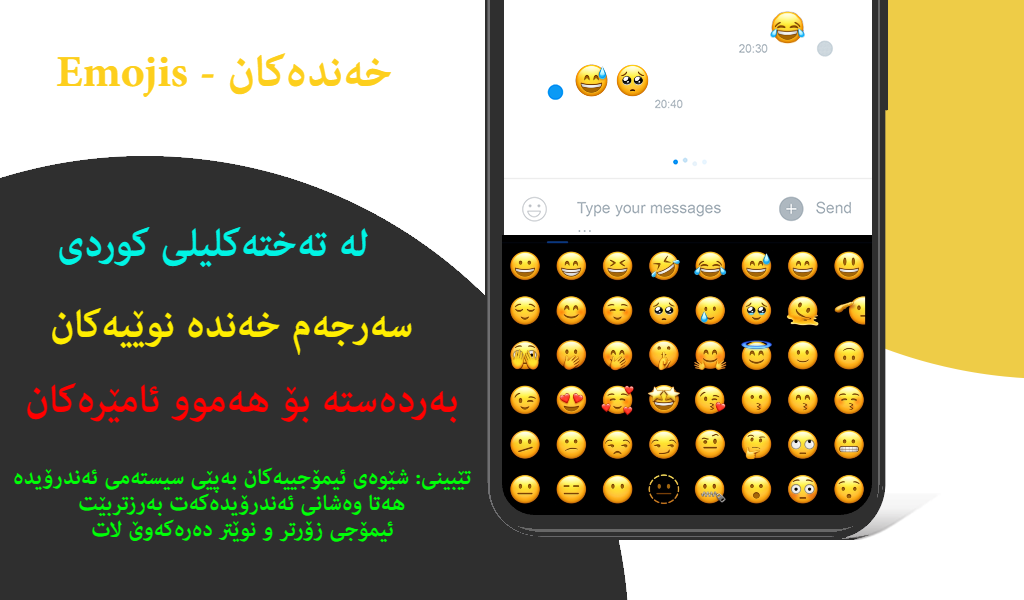 خەندەکان - Emojis
لە تەختەکلیلی کوردی
سەرجەم خەندە نوێیەکان
بەردەستە بۆ هەموو ئامێرەکان
تێبینی: شێوەی ئیمۆجییەکان بەپێی سیستەمی ئەندرۆیدە
هەتا وەشانی ئەندرۆیدەکەت بەرزتربێت
ئیمۆجی زۆرتر و نوێتر دەرەکەوێ لات
20:30
20:40
Type your messages
...
Send